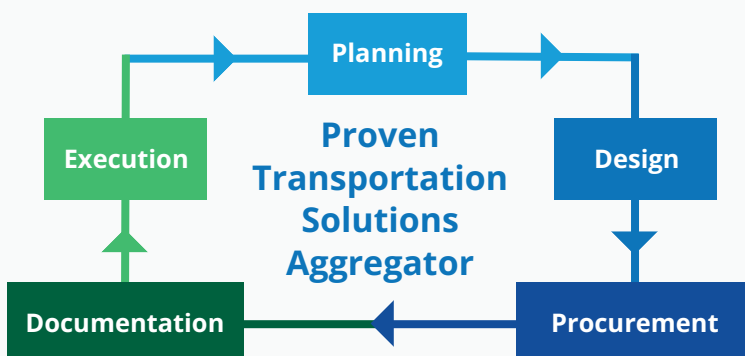 Planning
Execution
Proven
Transportation
Solutions
Aggregator
Design
Documentation
Procurement